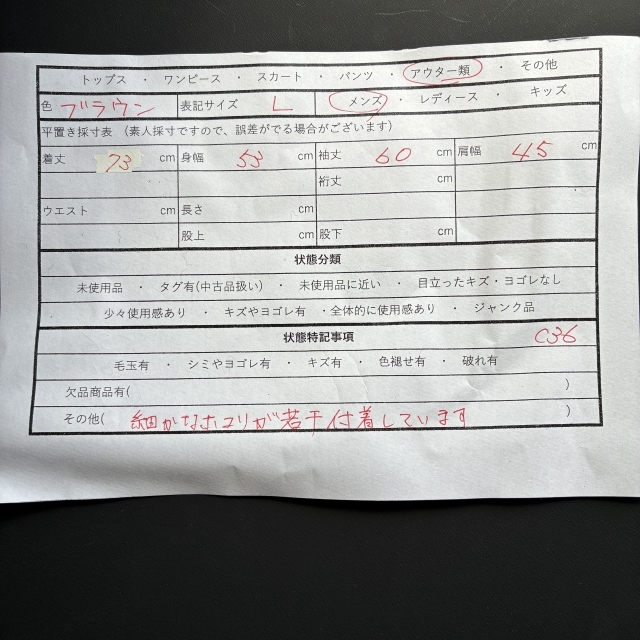 トップス ・ ワンピース ・ スカート ・ パンツ ・ アウター類 ・ その他
色 ブラウン 表記サイズ L メンズ ・ レディース ・ キッズ
平置き採寸表 （素人採寸ですので、誤差がでる場合がございます）
着丈 73 cm 身幅 53 cm 袖丈 60 cm 肩幅 45 cm
裄丈 cm
ウエスト cm 長さ cm
股上 cm 股下 cm
状態分類
未使用品 ・ タグ有(中古品扱い) ・ 未使用品に近い ・ 目立ったキズ・ヨゴレなし
少々使用感あり ・ キズやヨゴレ有 ・全体的に使用感あり ・ ジャンク品
状態特記事項 C36
毛玉有 ・ シミやヨゴレ有 ・ キズ有 ・ 色褪せ有 ・ 破れ有
欠品商品有( )
その他( 細かなホコリが若干付着しています )